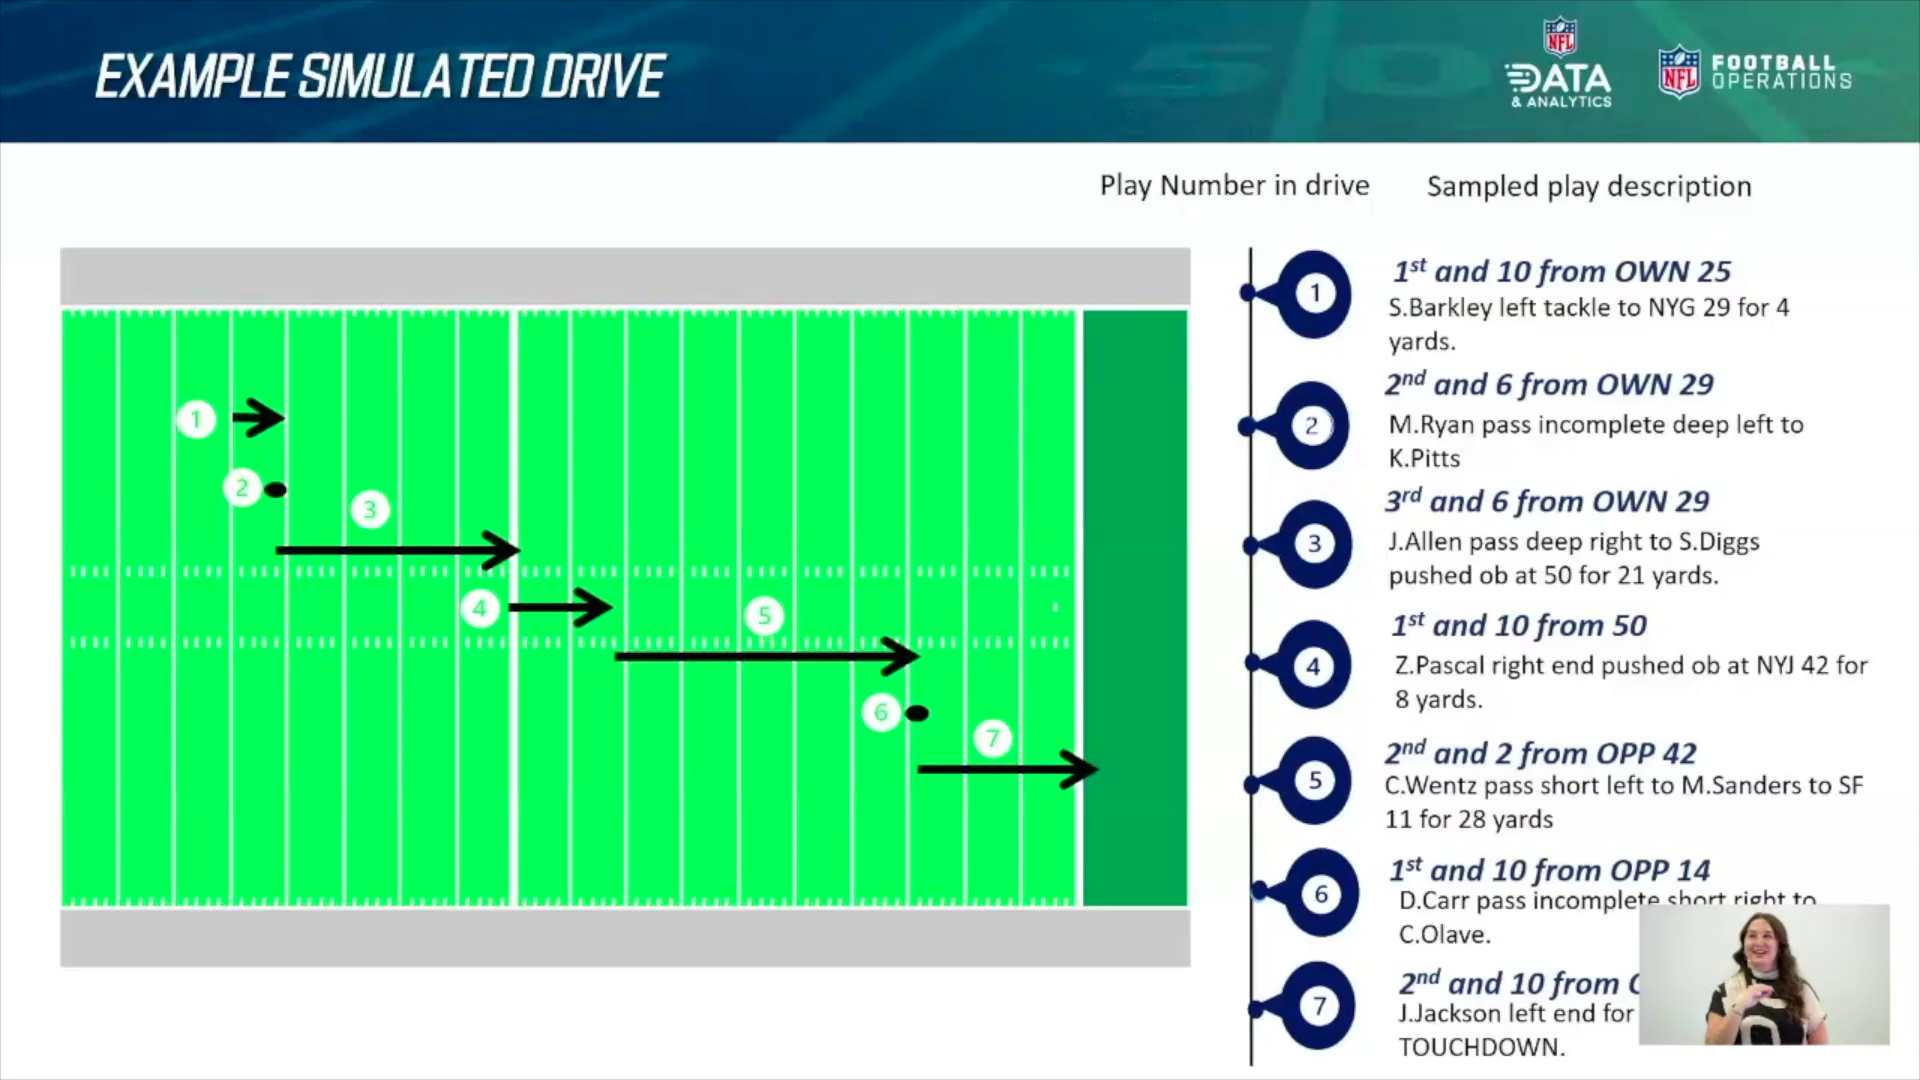 EXAMPLE SIMULATED DRIVE
NFL
DATA
& ANALYTICS
NFL
FOOTBALL
OPERATIONS
Play Number in drive
Sampled play description
1
2
3
4
5
6
7
1
1st and 10 from OWN 25
S.Barkley left tackle to NYG 29 for 4
yards.
2
2nd and 6 from OWN 29
M.Ryan pass incomplete deep left to
K.Pitts
3
3rd and 6 from OWN 29
J.Allen pass deep right to S.Diggs
pushed ob at 50 for 21 yards.
4
1st and 10 from 50
Z.Pascal right end pushed ob at NYJ 42 for
8 yards.
5
2nd and 2 from OPP 42
C.Wentz pass short left to M.Sanders to SF
11 for 28 yards
6
1st and 10 from OPP 14
D.Carr pass incomplete short right to
C.Olave.
7
2nd and 10 from
J.Jackson left end for
TOUCHDOWN.